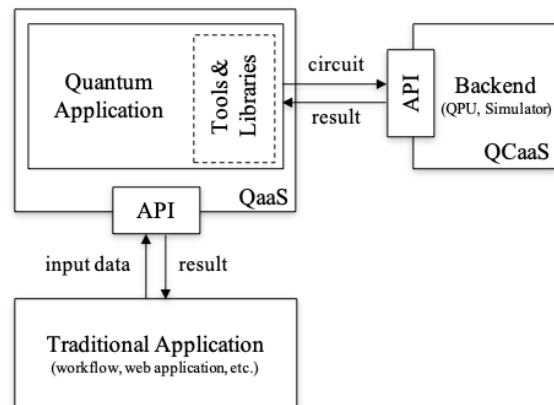 Quantum
Application
Tools &
Libraries
circuit
result
API
Backend
(QPU, Simulator)
QCaaS
QaaS
API
input data
result
Traditional Application
(workflow, web application, etc.)